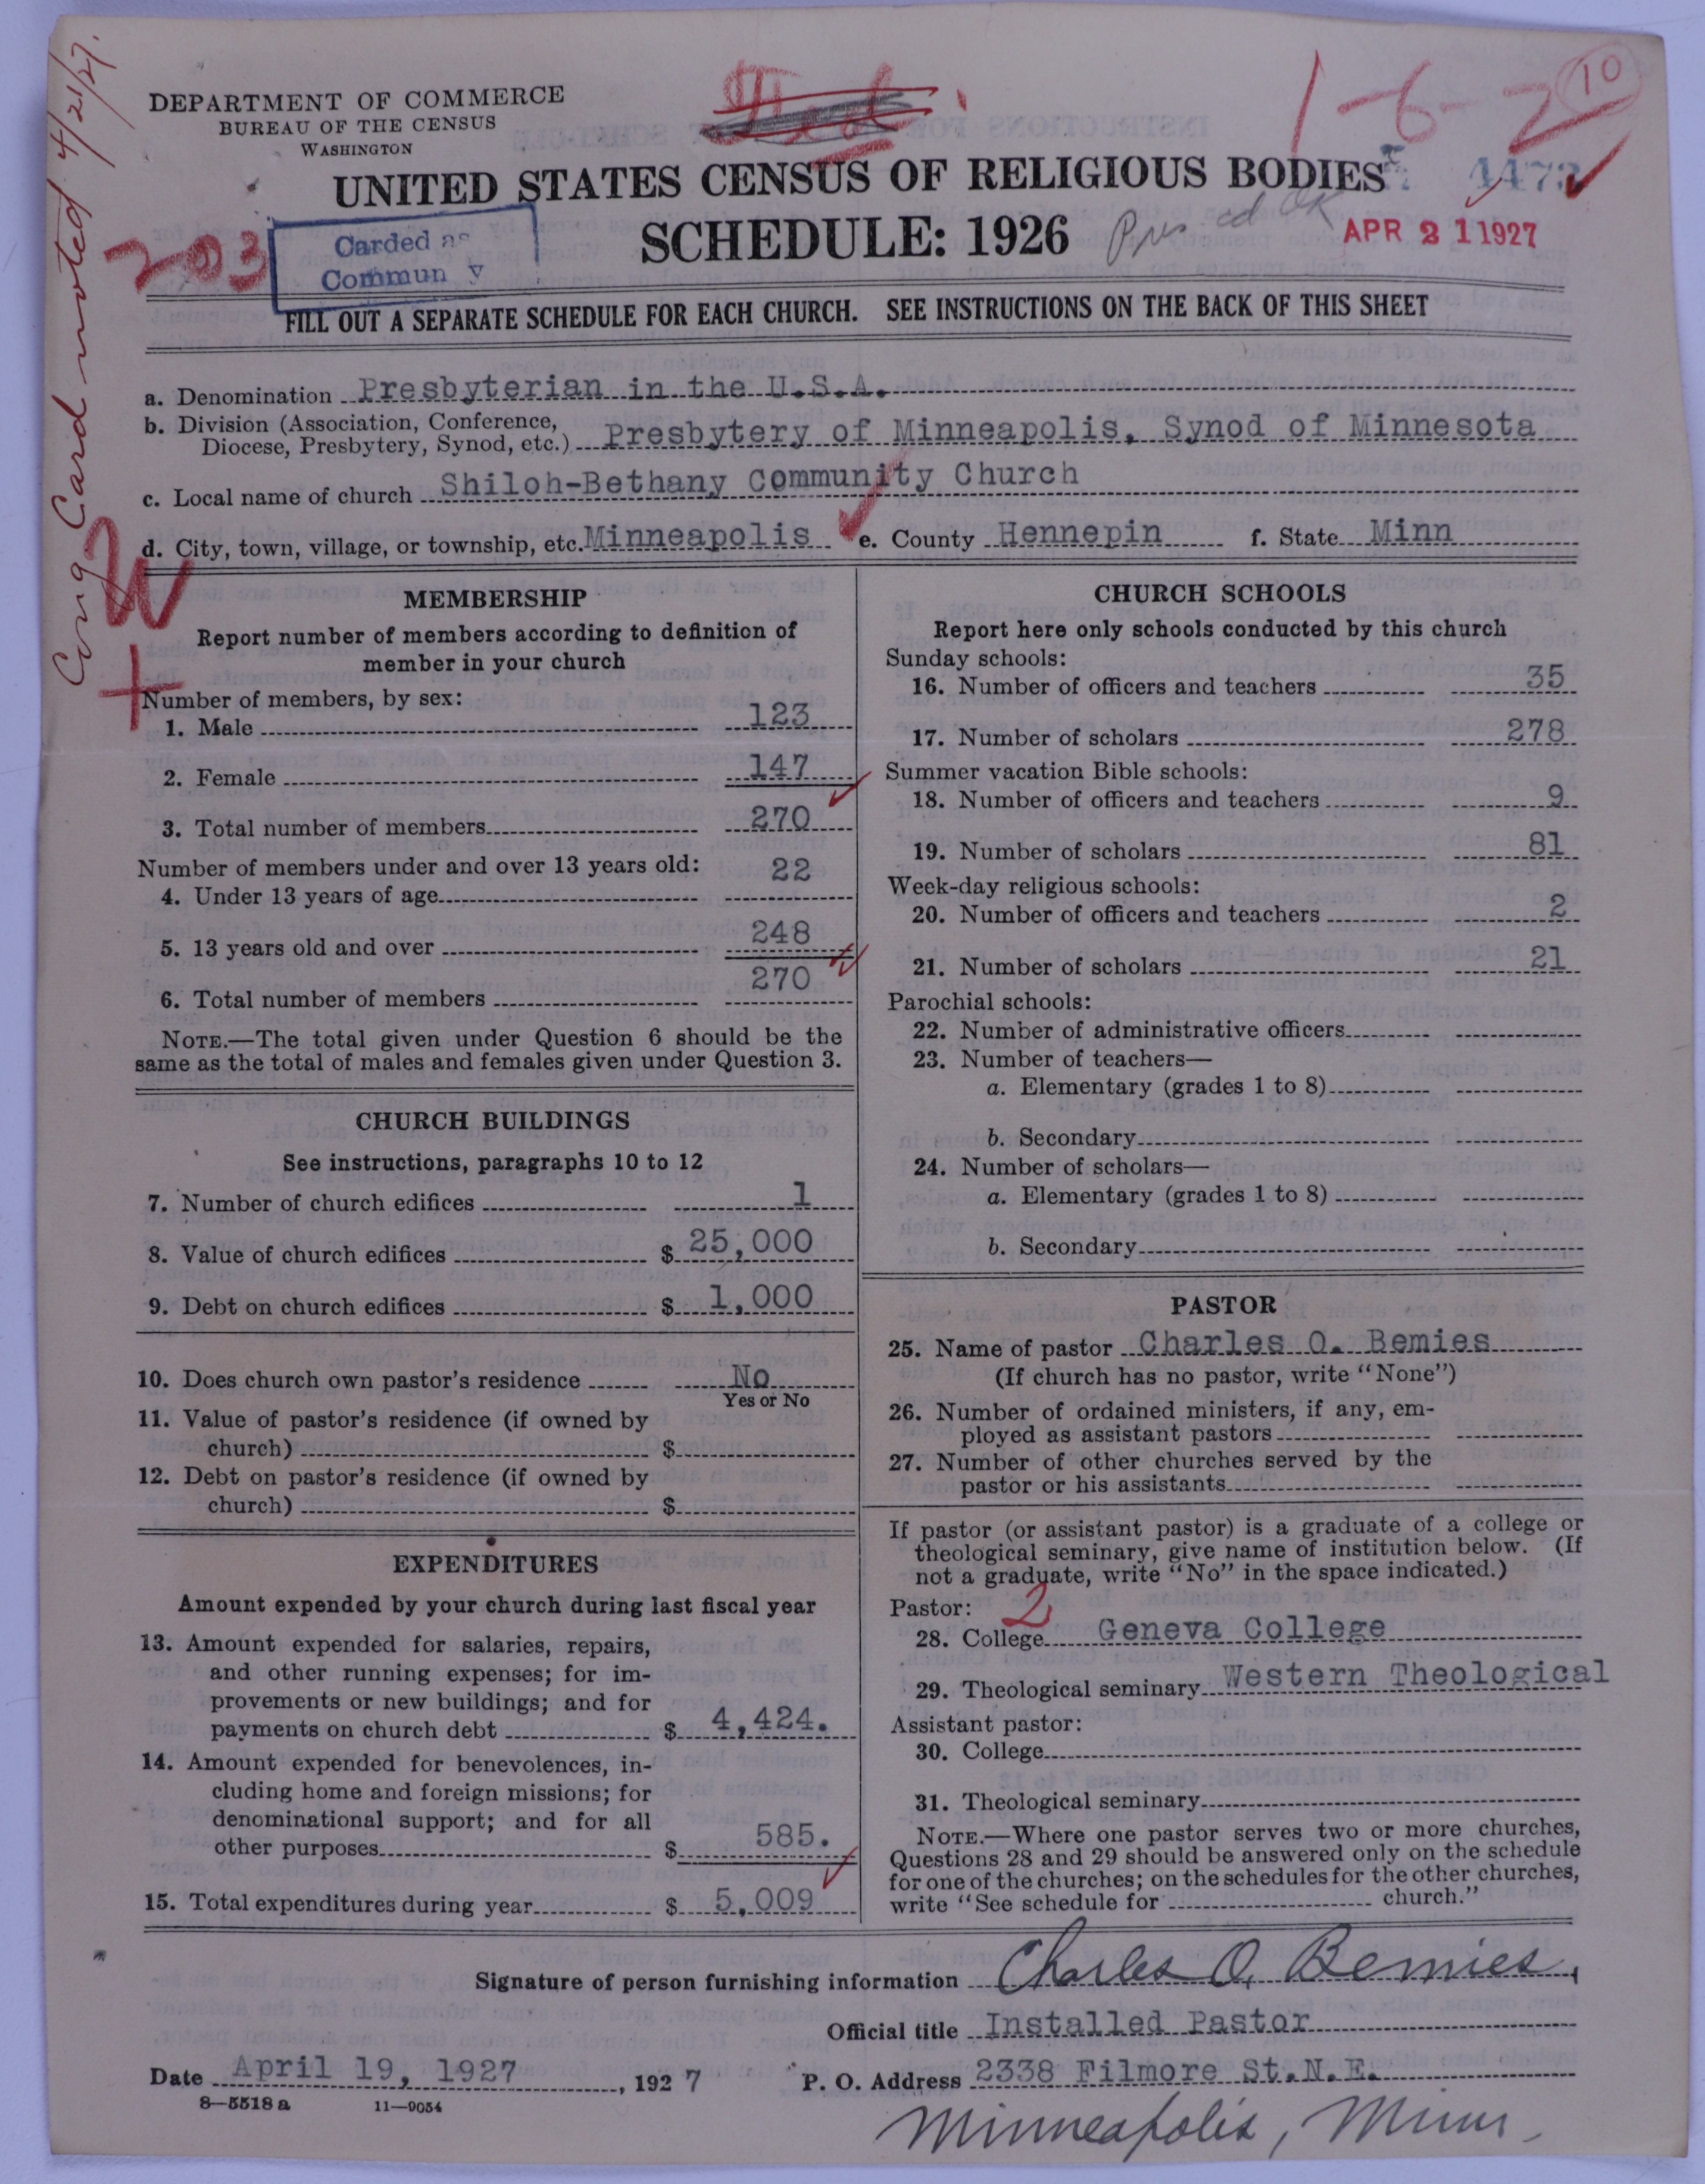 Cong Card noted 4/21/27.
DEPARTMENT OF COMMERCE
BUREAU OF THE CENSUS
WASHINGTON
1-6-2
10
UNITED STATES CENSUS OF RELIGIOUS BODIES
4473
SCHEDULE: 1926
OK
APR 21 1927
203
Carded as
Commun y
FILL OUT A SEPARATE SCHEDULE FOR EACH CHURCH. SEE INSTRUCTIONS ON THE BACK OF THIS SHEET
a. Denomination Presbyterian in the U.S.A.
b. Division (Association, Conference,
Diocese, Presbytery, Synod, etc.) Presbytery of Minneapolis, Synod of Minnesota
c. Local name of church Shiloh-Bethany Community Church
d. City, town, village, or township, etc. Minneapolis e. County Hennepin f. State Minn
MEMBERSHIP
Report number of members according to definition of
member in your church
Number of members, by sex:
1. Male 123
2. Female 147
3. Total number of members 270
Number of members under and over 13 years old:
4. Under 13 years of age 22
5. 13 years old and over 248
6. Total number of members 270
NOTE.—The total given under Question 6 should be the
same as the total of males and females given under Question 3.
CHURCH BUILDINGS
See instructions, paragraphs 10 to 12
7. Number of church edifices 1
8. Value of church edifices $ 25,000
9. Debt on church edifices $ 1,000
10. Does church own pastor's residence No
Yes or No
11. Value of pastor's residence (if owned by
church) $
12. Debt on pastor's residence (if owned by
church) $
EXPENDITURES
Amount expended by your church during last fiscal year
13. Amount expended for salaries, repairs,
and other running expenses; for im-
provements or new buildings; and for
payments on church debt $ 4,424.
14. Amount expended for benevolences, in-
cluding home and foreign missions; for
denominational support; and for all
other purposes $ 585.
15. Total expenditures during year $ 5,009
CHURCH SCHOOLS
Report here only schools conducted by this church
Sunday schools:
16. Number of officers and teachers 35
17. Number of scholars 278
Summer vacation Bible schools:
18. Number of officers and teachers 9
19. Number of scholars 81
Week-day religious schools:
20. Number of officers and teachers 2
21. Number of scholars 21
Parochial schools:
22. Number of administrative officers
23. Number of teachers—
a. Elementary (grades 1 to 8)
b. Secondary
24. Number of scholars—
a. Elementary (grades 1 to 8)
b. Secondary
PASTOR
25. Name of pastor Charles O. Bemies
(If church has no pastor, write "None")
26. Number of ordained ministers, if any, em-
ployed as assistant pastors
27. Number of other churches served by the
pastor or his assistants
If pastor (or assistant pastor) is a graduate of a college or
theological seminary, give name of institution below. (If
not a graduate, write "No" in the space indicated.)
Pastor: 2
28. College Geneva College
29. Theological seminary Western Theological
Assistant pastor:
30. College
31. Theological seminary
NOTE.—Where one pastor serves two or more churches,
Questions 28 and 29 should be answered only on the schedule
for one of the churches; on the schedules for the other churches,
write "See schedule for church."
Signature of person furnishing information Charles O. Bemies,
Official title Installed Pastor
Date April 19, 1927, 1927 P. O. Address 2338 Filmore St.N.E.
8—5518a 11—9054
Minneapolis, Minn.